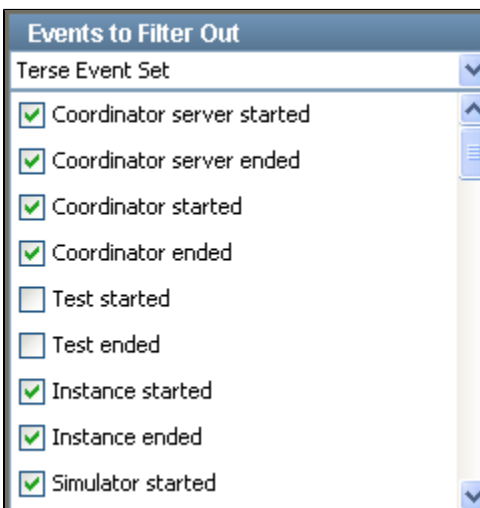 Events to Filter Out
Terse Event Set
Coordinator server started
Coordinator server ended
Coordinator started
Coordinator ended
Test started
Test ended
Instance started
Instance ended
Simulator started